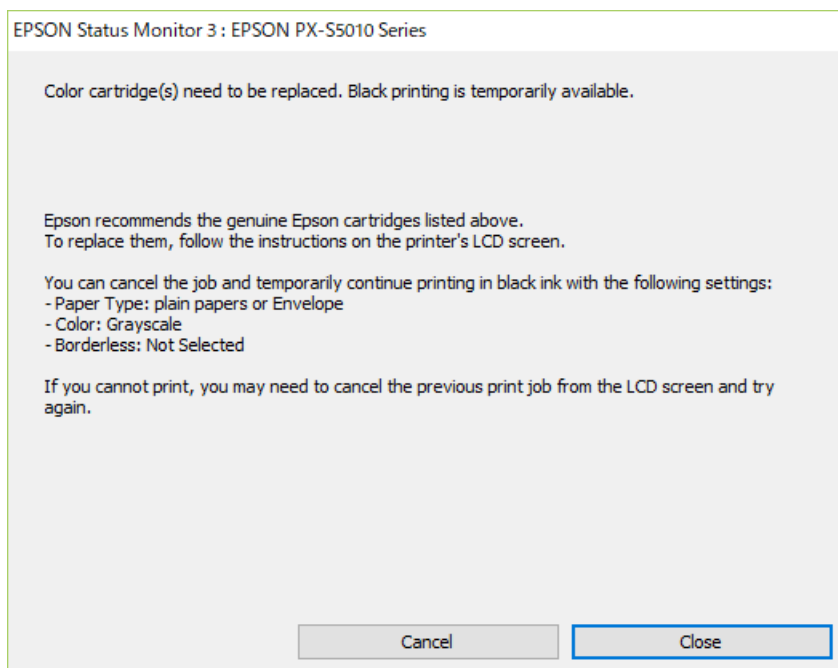 EPSON Status Monitor 3 : EPSON PX-S5010 Series
Color cartridge(s) need to be replaced. Black printing is temporarily available.
Epson recommends the genuine Epson cartridges listed above.
To replace them, follow the instructions on the printer's LCD screen.
You can cancel the job and temporarily continue printing in black ink with the following settings:
- Paper Type: plain papers or Envelope
- Color: Grayscale
- Borderless: Not Selected
If you cannot print, you may need to cancel the previous print job from the LCD screen and try
again.
Cancel Close